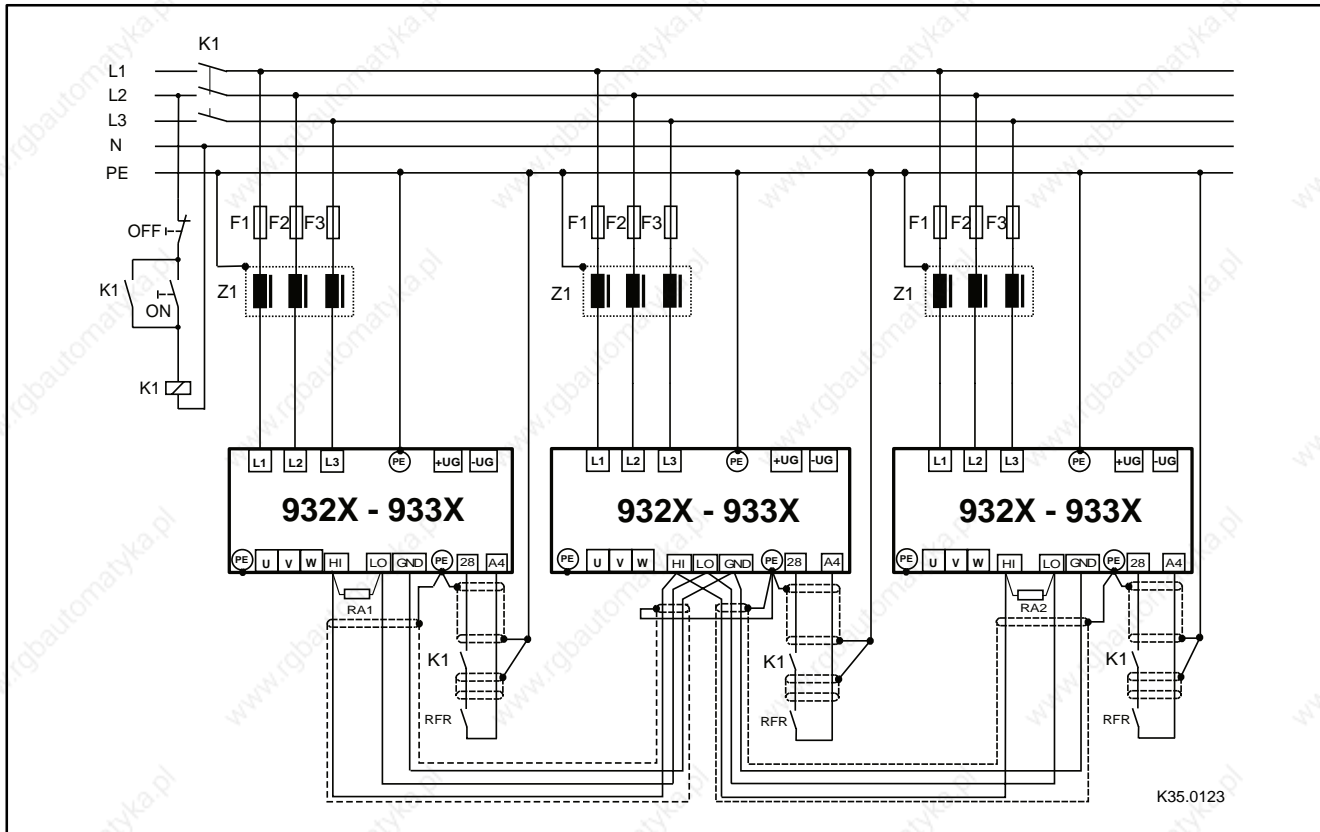 K1
L1
L2
L3
N
PE
OFF
K1
ON
K1
F1 F2 F3
Z1
F1 F2 F3
Z1
F1 F2 F3
Z1
L1 L2 L3 PE +UG -UG
932X - 933X
PE U V W HI LO GND PE 28 A4
RA1
K1
RFR
L1 L2 L3 PE +UG -UG
932X - 933X
PE U V W HI LO GND PE 28 A4
K1
RFR
L1 L2 L3 PE +UG -UG
932X - 933X
PE U V W HI LO GND PE 28 A4
RA2
K1
RFR
K35.0123
www.rgbautomatyka.pl